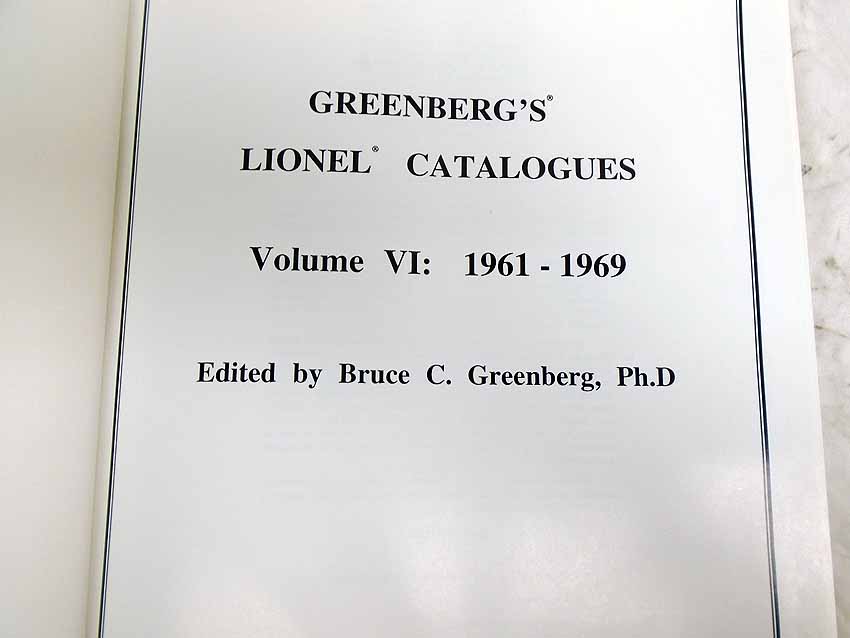 GREENBERG'S®
LIONEL® CATALOGUES
Volume VI: 1961 - 1969
Edited by Bruce C. Greenberg, Ph.D